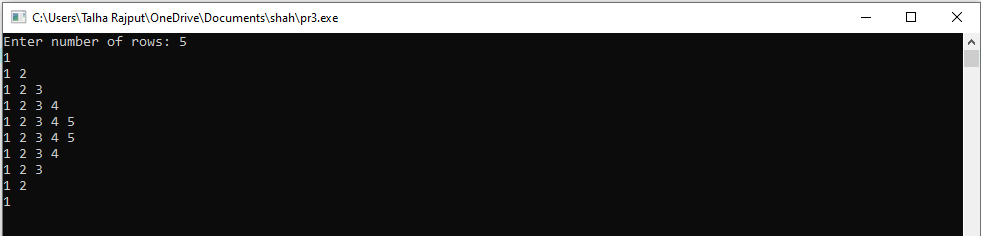 C:\Users\Talha Rajput\OneDrive\Documents\shah\pr3.exe
Enter number of rows: 5
1
1 2
1 2 3
1 2 3 4
1 2 3 4 5
1 2 3 4 5
1 2 3 4
1 2 3
1 2
1